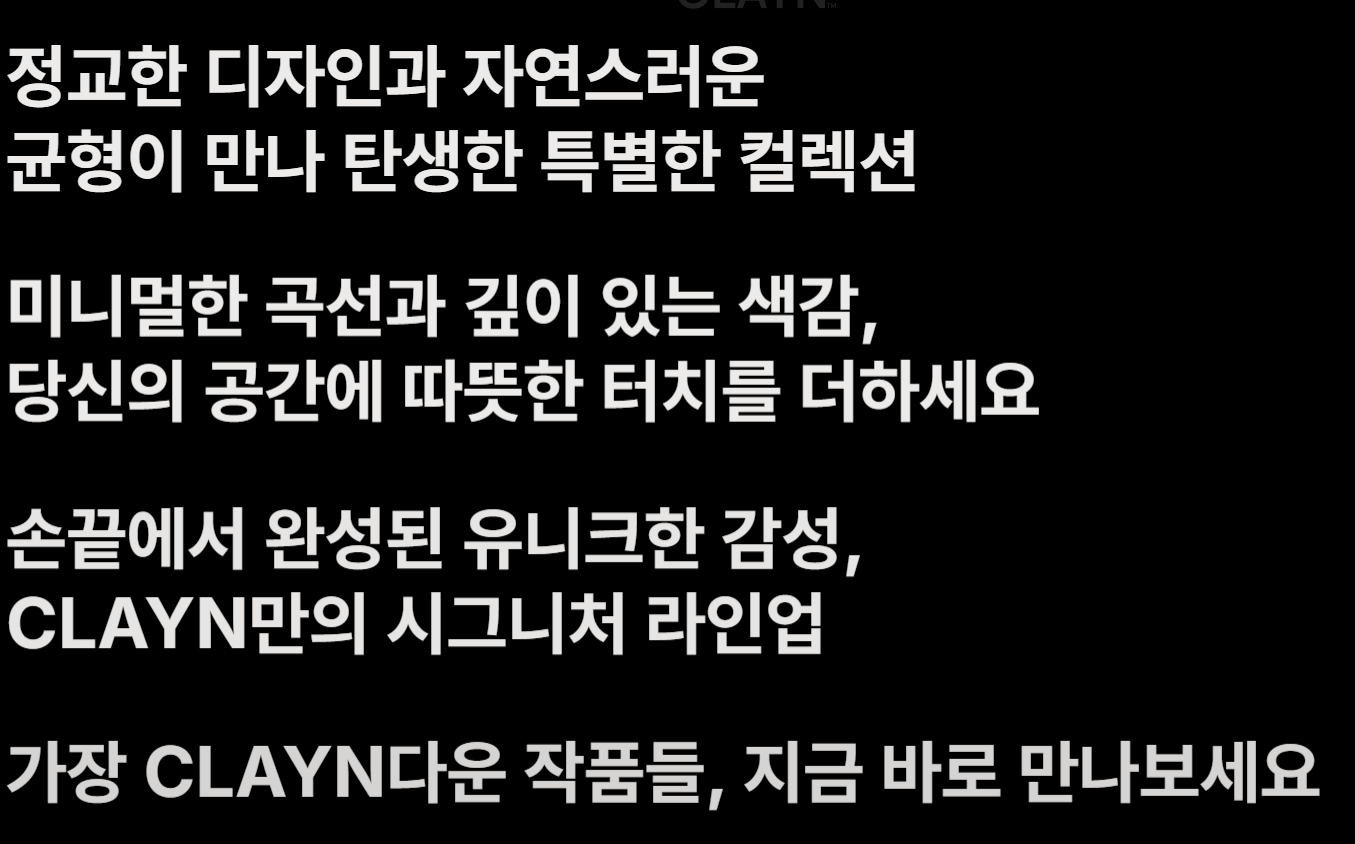 정교한 디자인과 자연스러운
균형이 만나 탄생한 특별한 컬렉션
미니멀한 곡선과 깊이 있는 색감,
당신의 공간에 따뜻한 터치를 더하세요
손끝에서 완성된 유니크한 감성,
CLAYN만의 시그니처 라인업
가장 CLAYN다운 작품들, 지금 바로 만나보세요